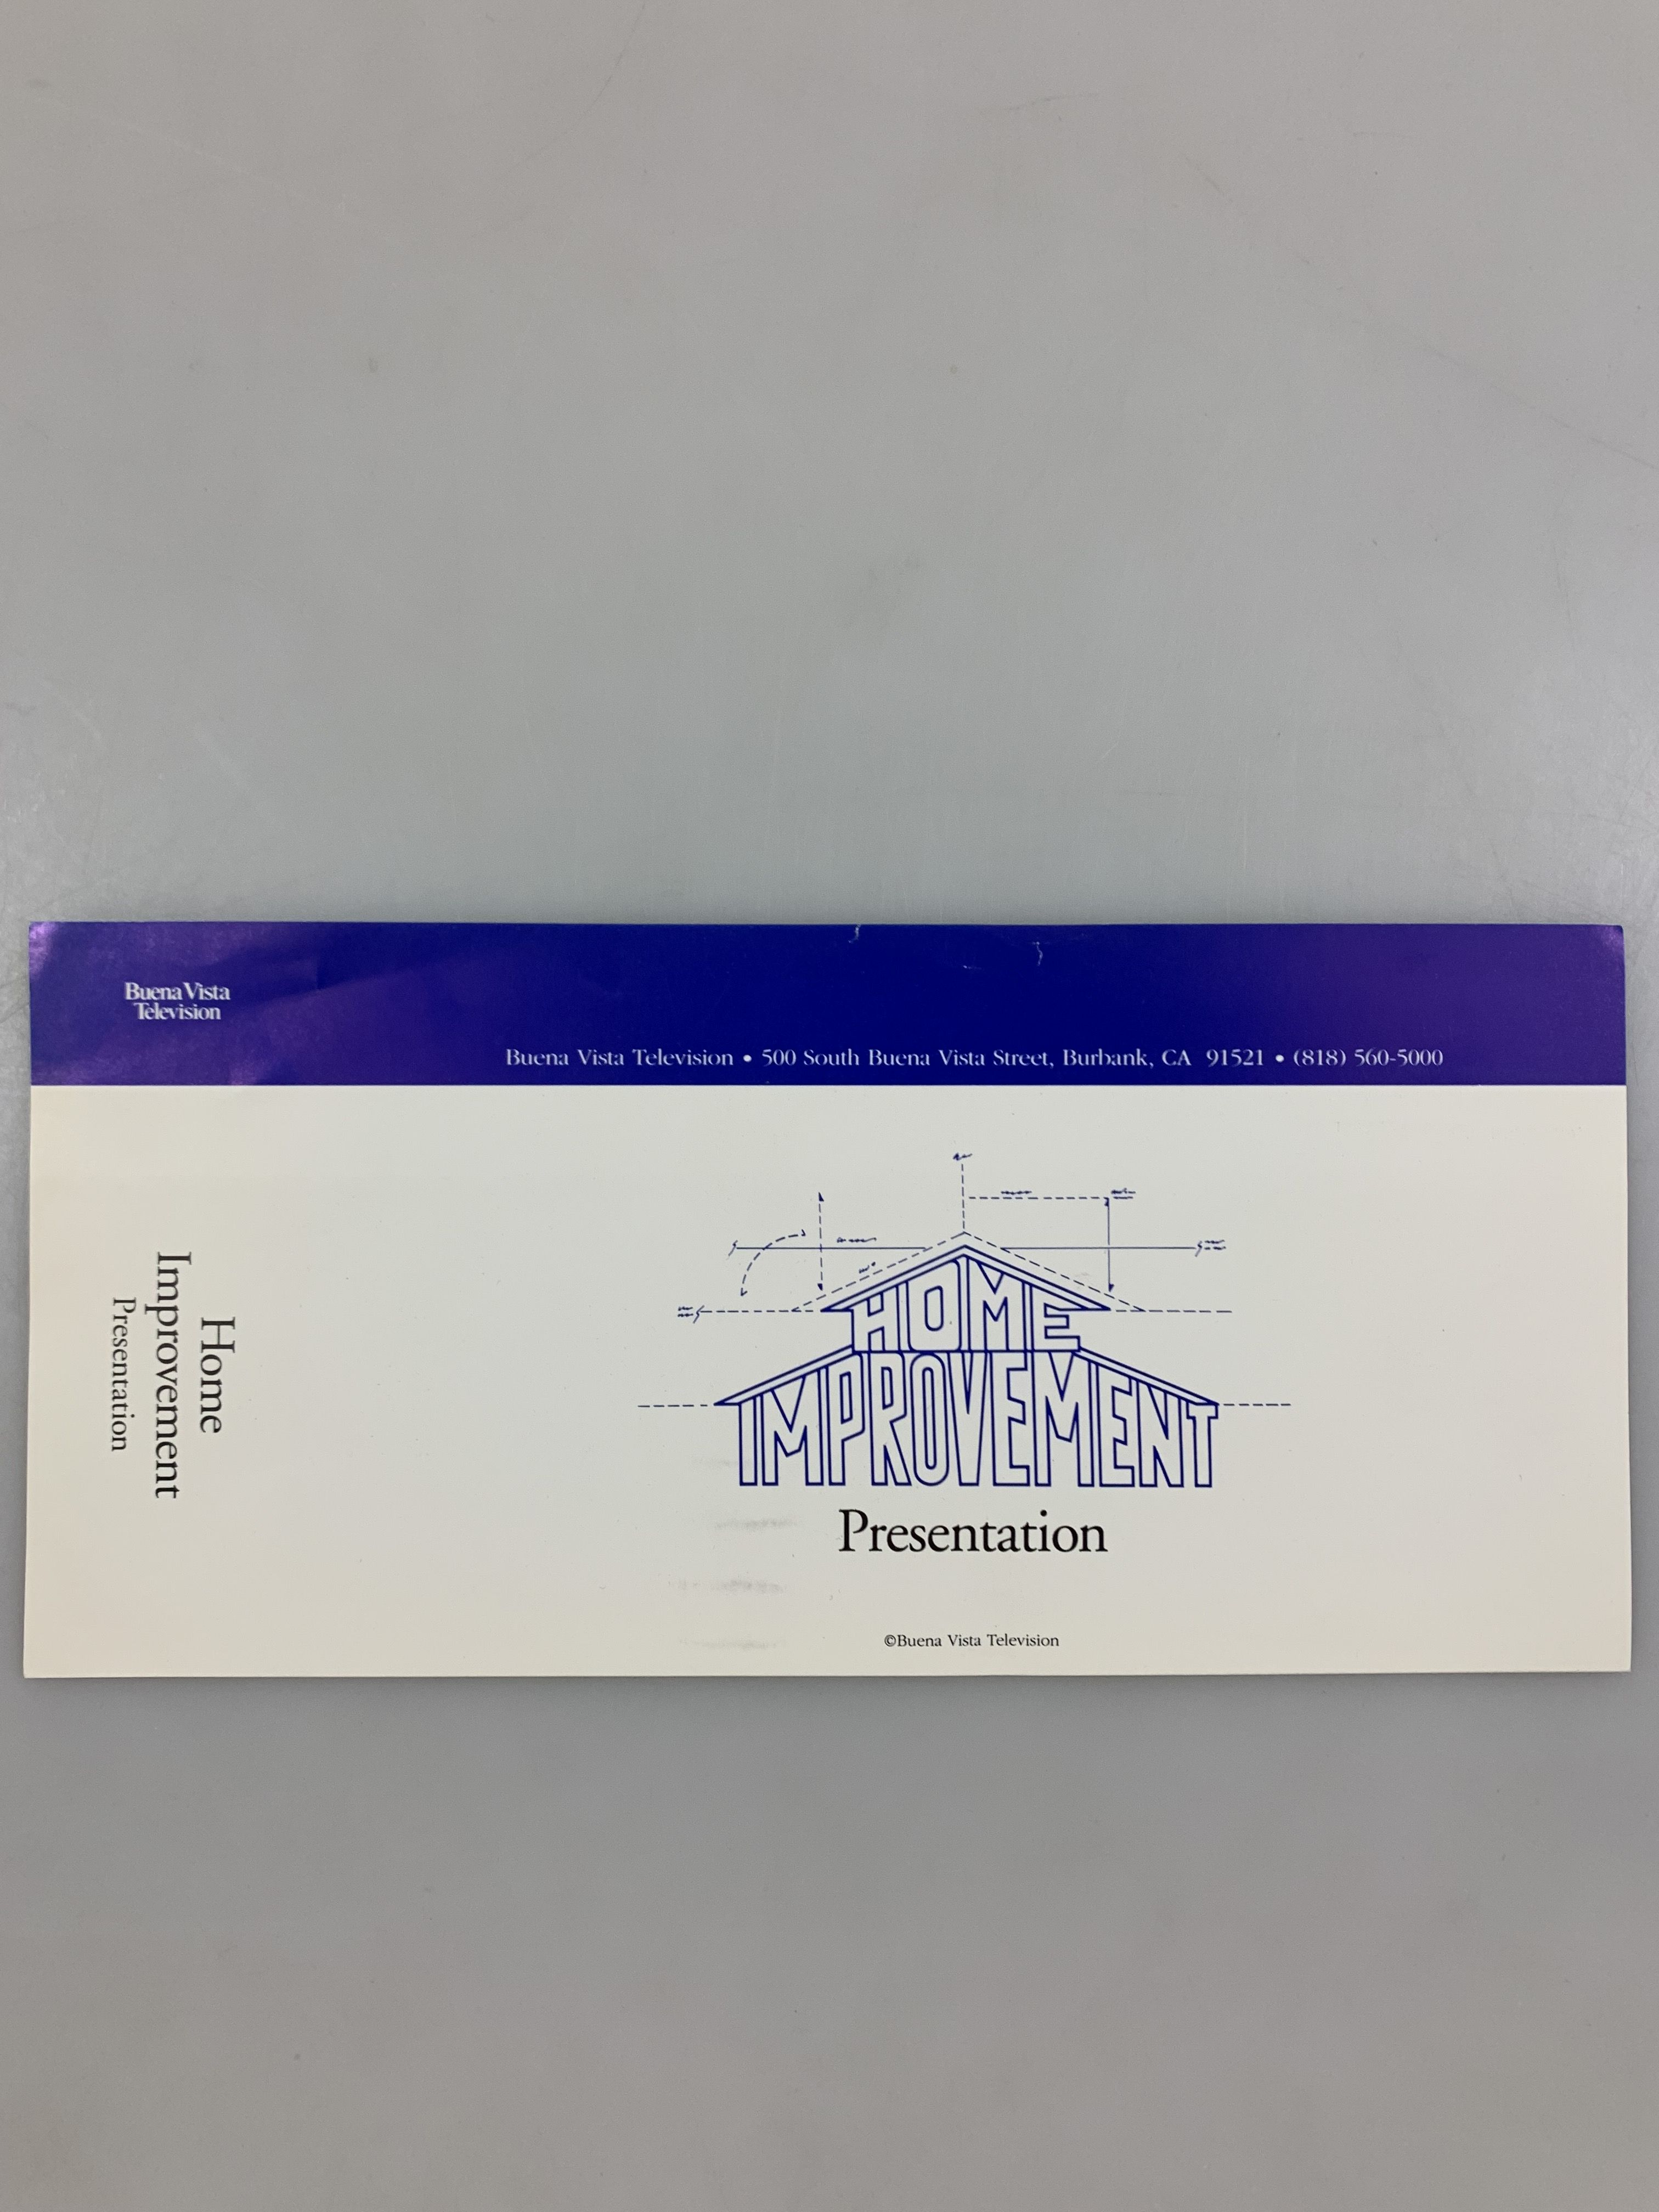 Buena Vista
Television
Buena Vista Television • 500 South Buena Vista Street, Burbank, CA 91521 • (818) 560-5000
Home
Improvement
Presentation
HOME
IMPROVEMENT
Presentation
©Buena Vista Television